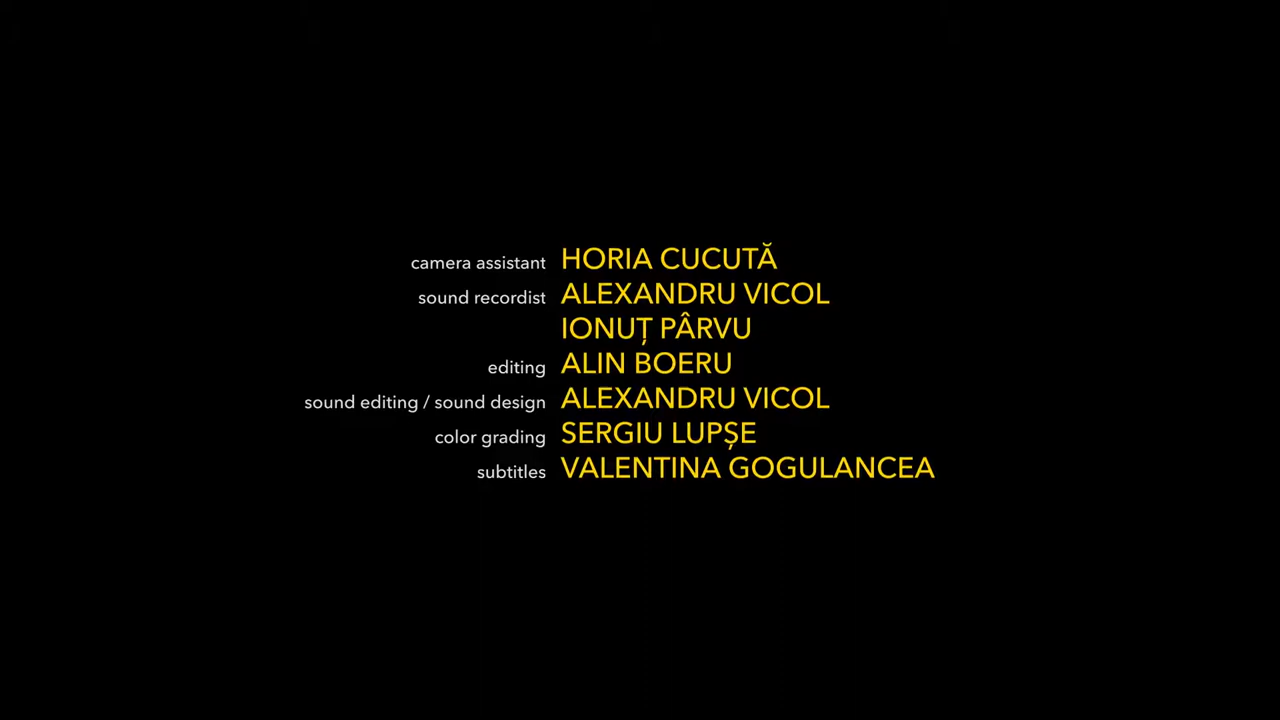 camera assistant HORIA CUCUTĂ
sound recordist ALEXANDRU VICOL
IONUȚ PÂRVU
editing ALIN BOERU
sound editing / sound design ALEXANDRU VICOL
color grading SERGIU LUPȘE
subtitles VALENTINA GOGULANCEA